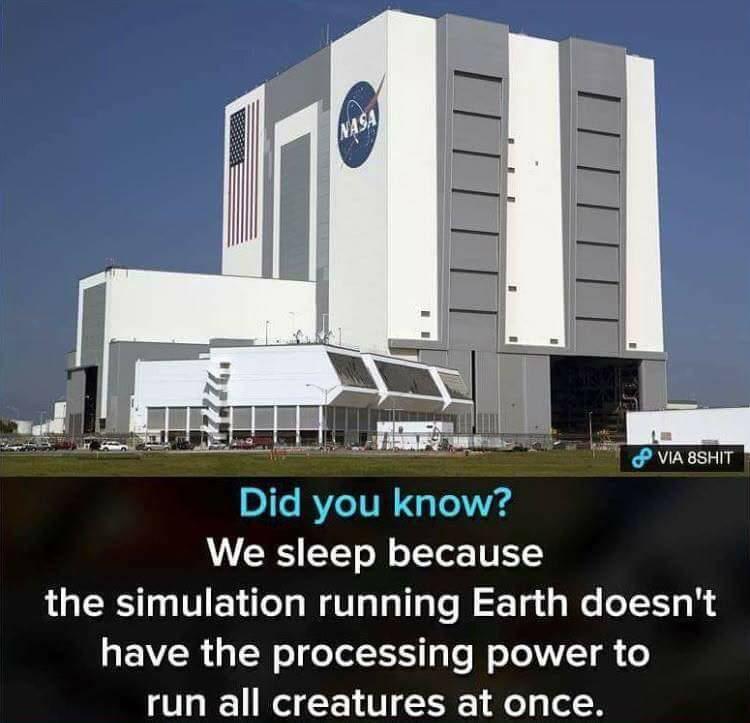 NASA
VIA 8SHIT
Did you know?
We sleep because
the simulation running Earth doesn't
have the processing power to
run all creatures at once.